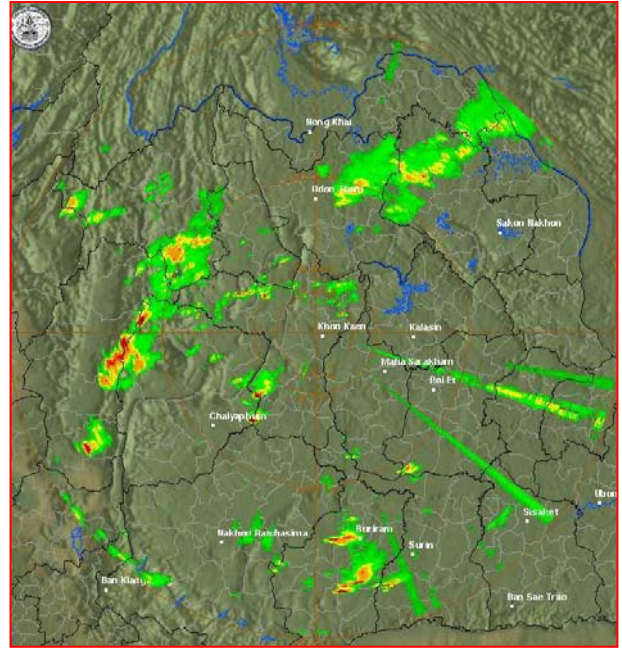 Nong Khai
Udon Thani
Sakon Nakhon
Khon Kaen
Kalasin
Maha Sarakham
Roi Et
Chaiyaphum
Ubon
Sisaket
Nakhon Ratchasima
Buriram
Surin
Ban Klang
Ban Sae Tran